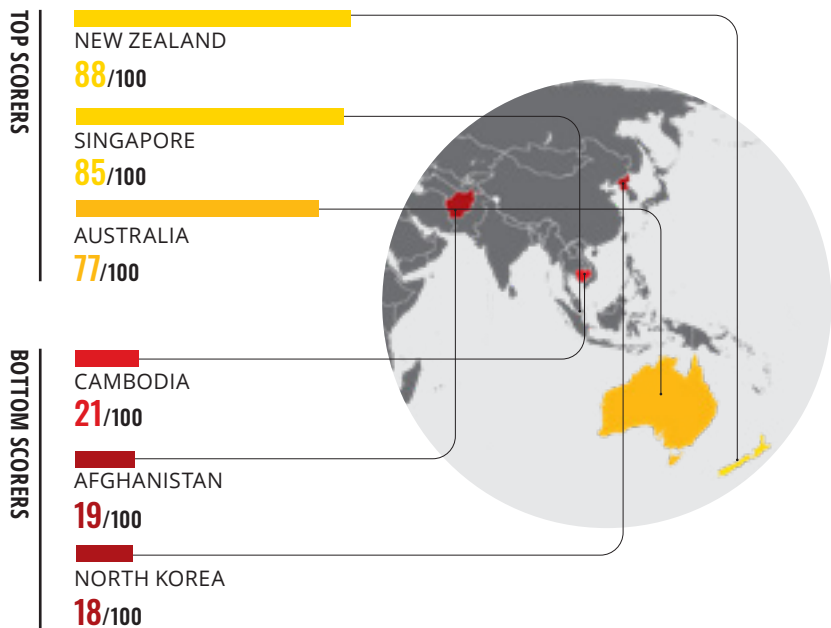 TOP SCORERS
NEW ZEALAND
88/100
SINGAPORE
85/100
AUSTRALIA
77/100
BOTTOM SCORERS
CAMBODIA
21/100
AFGHANISTAN
19/100
NORTH KOREA
18/100